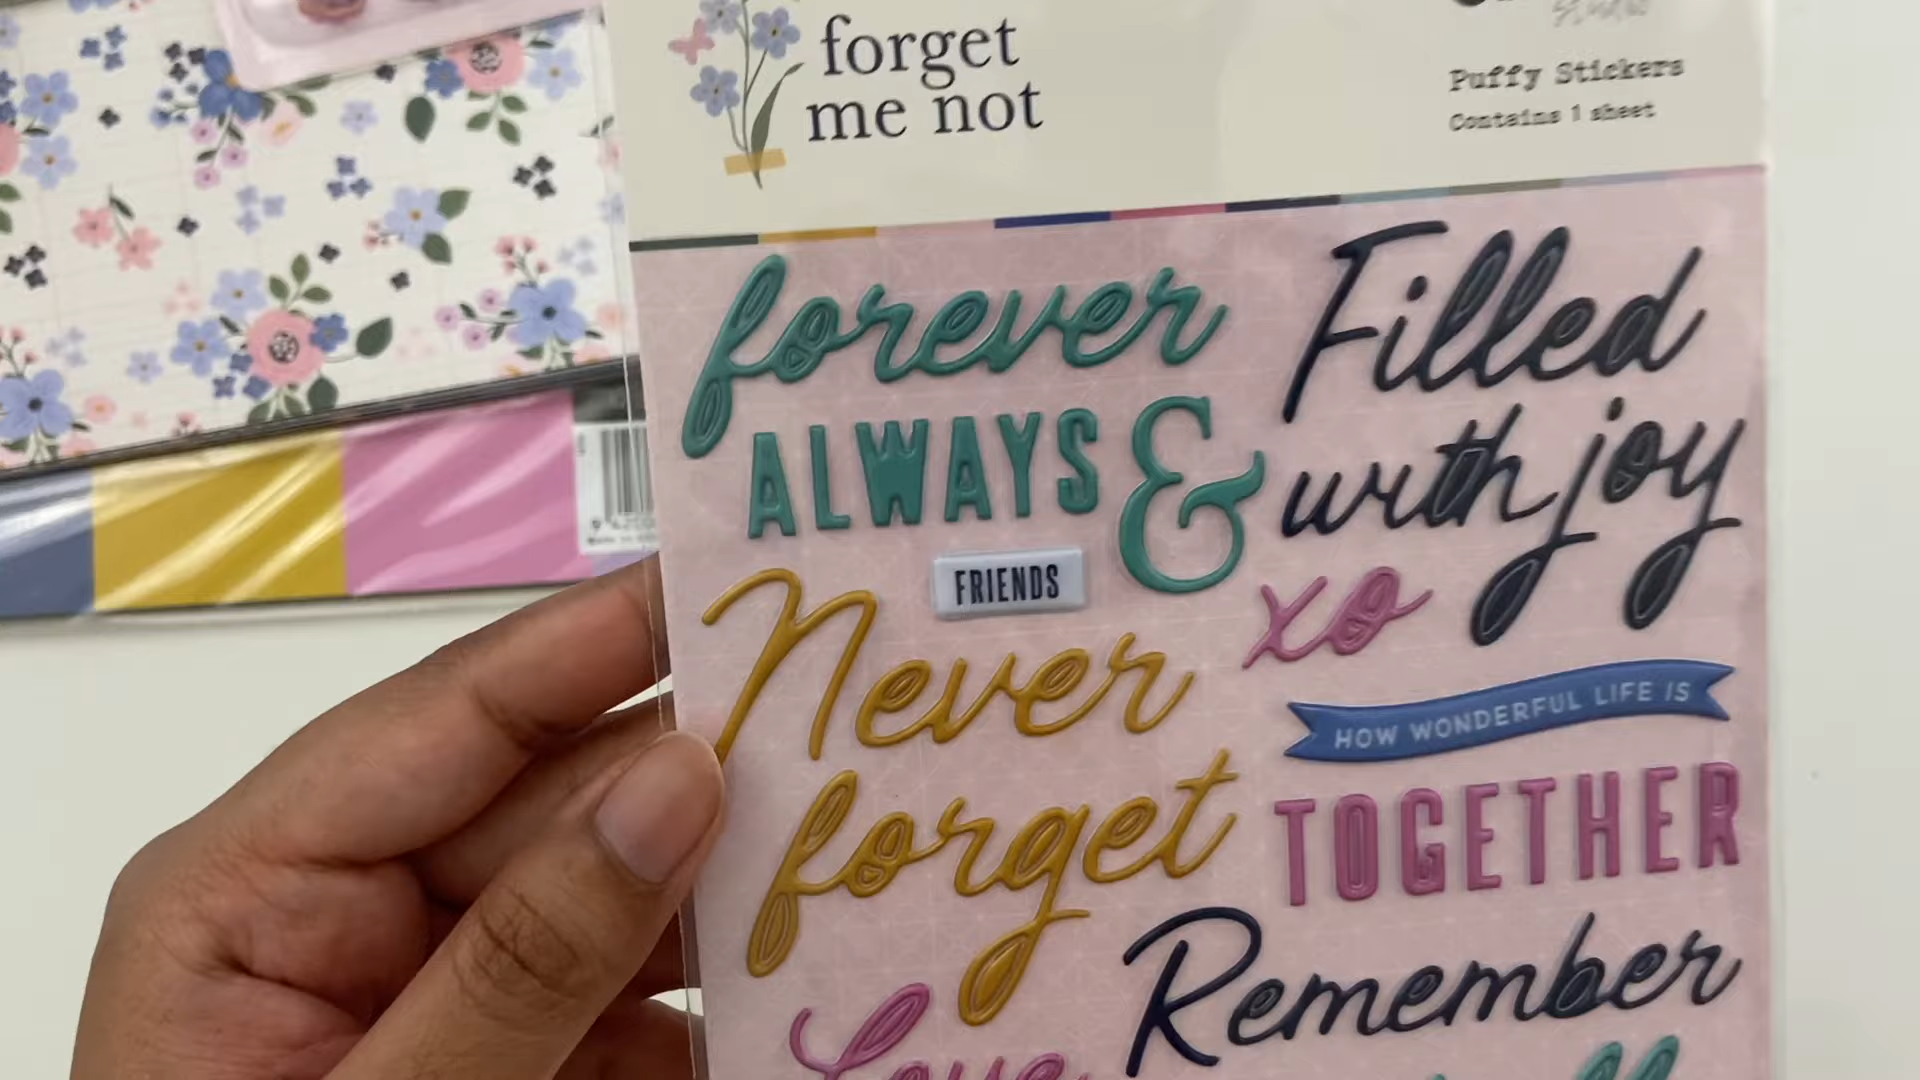 forget
me not
Puffy Stickers
Contains 1 sheet
forever
ALWAYS &
Filled
with joy
FRIENDS
xo
Never
forget
HOW WONDERFUL LIFE IS
TOGETHER
Remember
Love